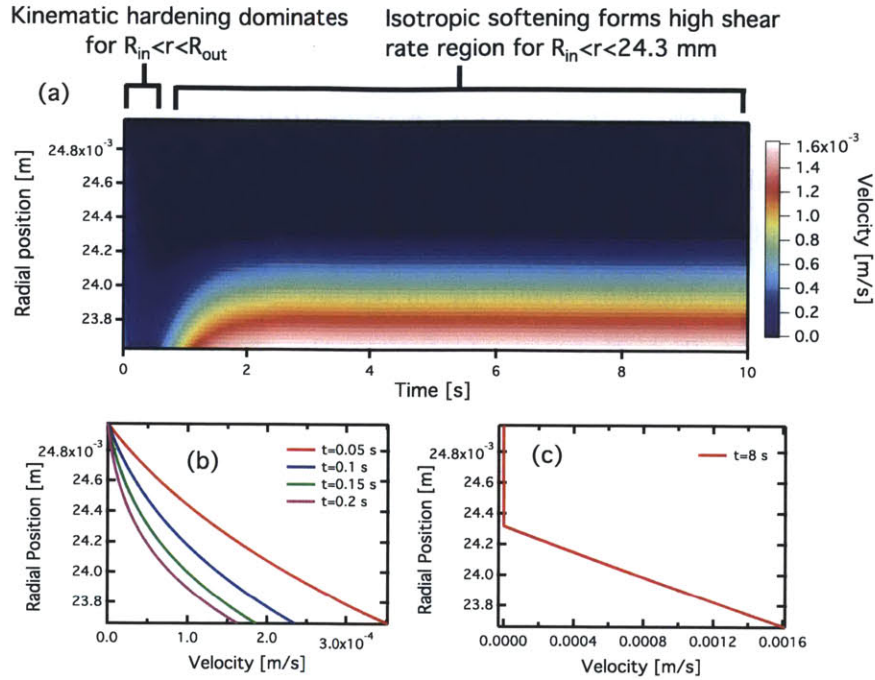 Kinematic hardening dominates
for Rin<r<Rout
Isotropic softening forms high shear
rate region for Rin<r<24.3 mm
(a)
Radial position [m]
24.8x10⁻³
24.6
24.4
24.2
24.0
23.8
0
2
4
6
8
10
Time [s]
1.6x10⁻³
1.4
1.2
1.0
0.8
0.6
0.4
0.2
0.0
Velocity [m/s]
(b)
Radial Position [m]
24.8x10⁻³
24.6
24.4
24.2
24.0
23.8
t=0.05 s
t=0.1 s
t=0.15 s
t=0.2 s
0.0
1.0
2.0
3.0x10⁻⁴
Velocity [m/s]
(c)
Radial Position [m]
24.8x10⁻³
24.6
24.4
24.2
24.0
23.8
t=8 s
0.0000
0.0004
0.0008
0.0012
0.0016
Velocity [m/s]